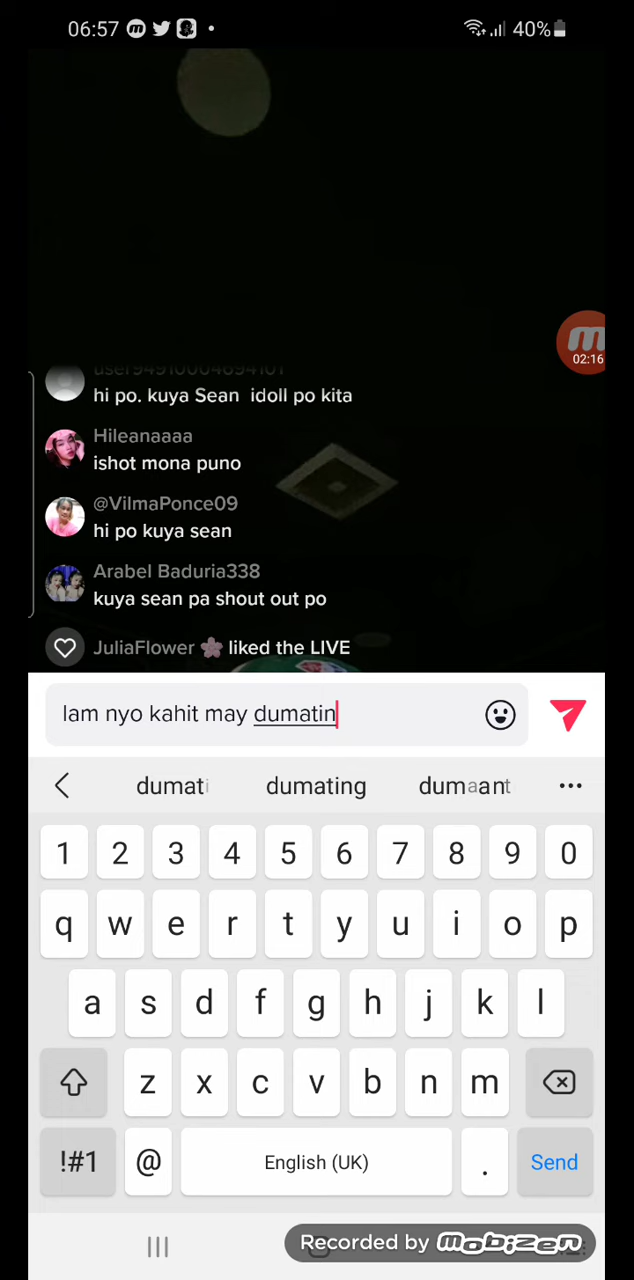 06:57
40%
02:16
hi po. kuya Sean idoll po kita
Hileanaaaa
ishot mona puno
@VilmaPonce09
hi po kuya sean
Arabel Baduria338
kuya sean pa shout out po
JuliaFlower 🌸 liked the LIVE
lam nyo kahit may dumatin
dumati dumating dumaant
1 2 3 4 5 6 7 8 9 0
q w e r t y u i o p
a s d f g h j k l
z x c v b n m
!#1 @ English (UK) . Send
Recorded by mobizen